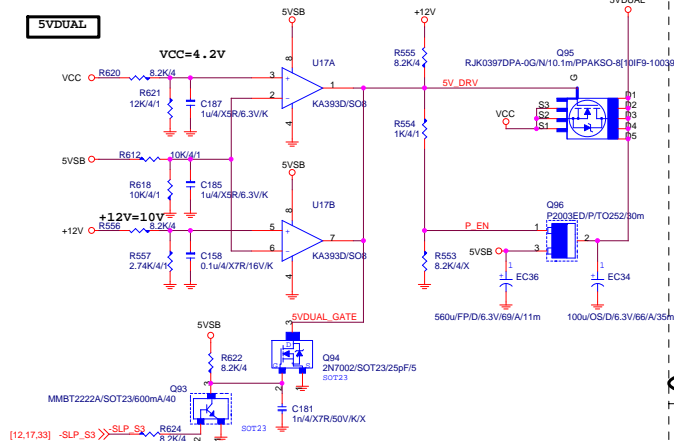 5VDUAL
5VDUAL
5VSB
+12V
VCC=4.2V
U17A
R555
8.2K/4
Q95
RJK0397DPA-0G/N/10.1m/PPAKSO-8[10IF9-10039
VCC
R620
8.2K/4
8
3
+
1
2
-
4
KA393D/SO8
5V_DRV
G
R621
12K/4/1
C187
1u/4/X5R/6.3V/K
VCC
S3
S2
S1
D1
D2
D3
D4
D5
R554
1K/4/1
5VSB
R612
10K/4/1
5VSB
R618
10K/4/1
C185
1u/4/X5R/6.3V/K
U17B
Q96
P2003ED/P/TO252/30m
+12V=10V
+12V
R556
8.2K/4
8
5
+
7
6
-
4
KA393D/SO8
P_EN
1
2
3
5VSB
R557
2.74K/4/1
C158
0.1u/4/X7R/16V/K
R553
8.2K/4/X
1
EC36
560u/FP/D/6.3V/69/A/11m
1
EC34
100u/OS/D/6.3V/66/A/35m
5VDUAL_GATE
5VSB
3
D
G
S
Q94
2N7002/SOT23/25pF/5
SOT23
R622
8.2K/4
2
1
Q93
MMBT2222A/SOT23/600mA/40
3
2
C181
1n/4/X7R/50V/K/X
SOT23
[12,17,33]
-SLP_S3
-SLP_S3
R624
8.2K/4
2
1